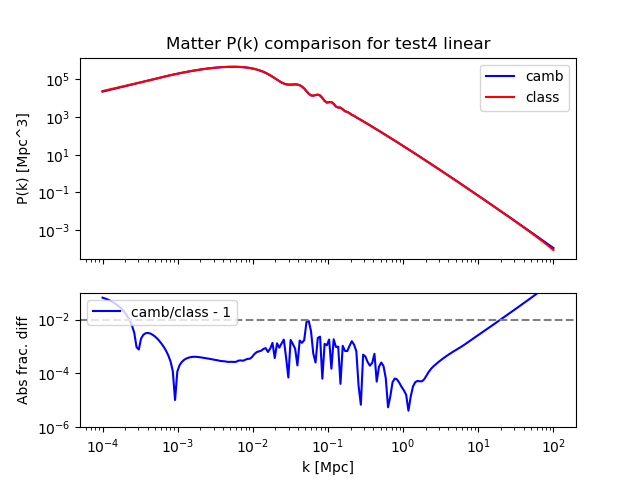 Matter P(k) comparison for test4 linear
P(k) [Mpc^3]
10^5
10^3
10^1
10^-1
10^-3
camb
class
Abs frac. diff
10^-2
10^-4
10^-6
camb/class - 1
10^-4
10^-3
10^-2
10^-1
10^0
10^1
10^2
k [Mpc]